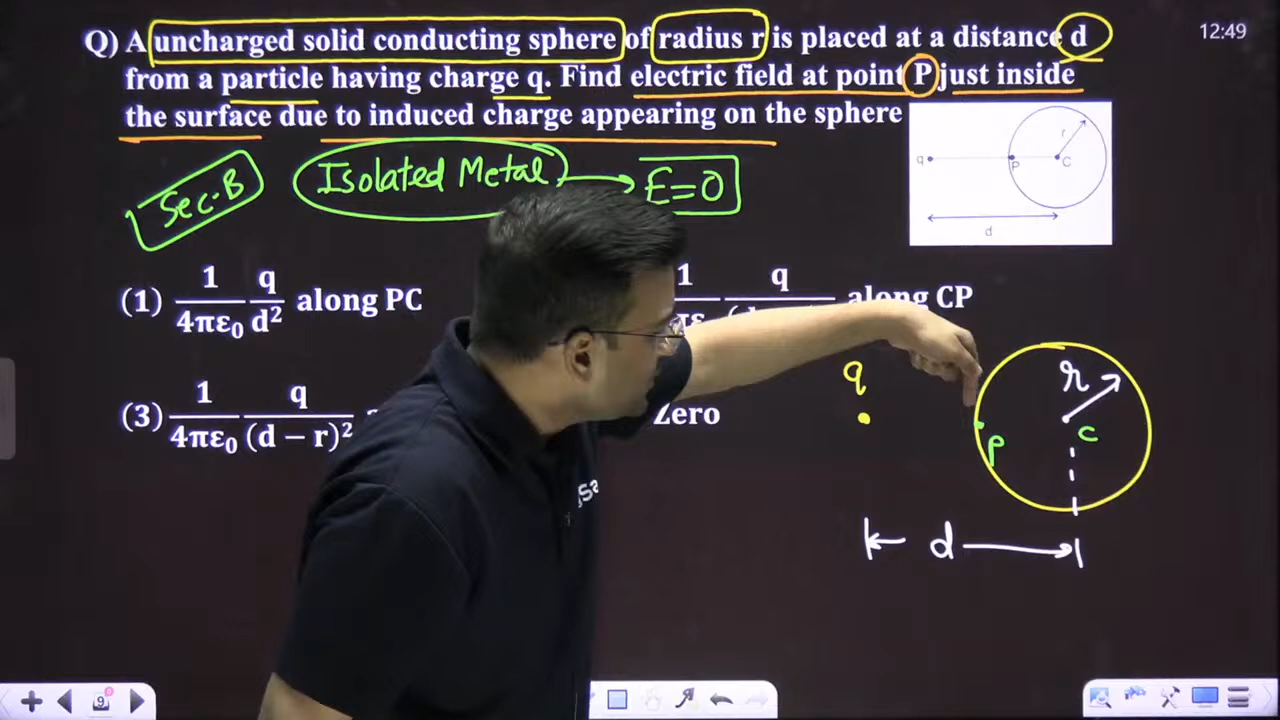 12:49
Q) A uncharged solid conducting sphere of radius r is placed at a distance d
from a particle having charge q. Find electric field at point P just inside
the surface due to induced charge appearing on the sphere
r
q P C
d
Sec-B Isolated Metal → E=0
(1) 1/4πε₀ q/d² along PC
1 q along CP
(3) 1/4πε₀ q/(d − r)²
Zero
q
r
P C
d
9